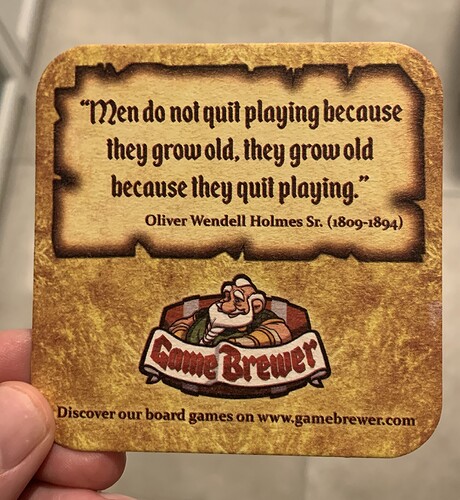 “Men do not quit playing because
they grow old, they grow old
because they quit playing.”
Oliver Wendell Holmes Sr. (1809-1894)
Game Brewer
Discover our board games on www.gamebrewer.com